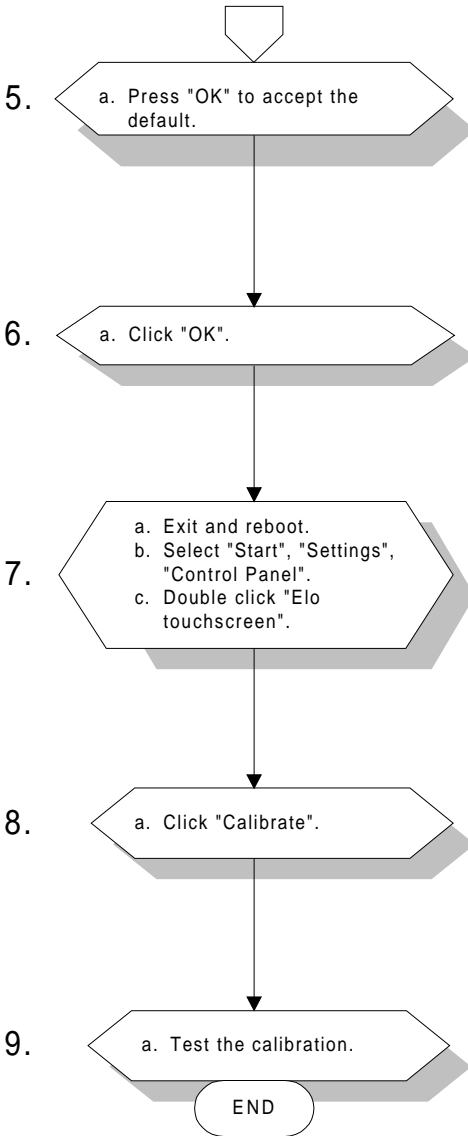 5.
a. Press "OK" to accept the
default.
6.
a. Click "OK".
7.
a. Exit and reboot.
b. Select "Start", "Settings",
"Control Panel".
c. Double click "Elo
touchscreen".
8.
a. Click "Calibrate".
9.
a. Test the calibration.
END